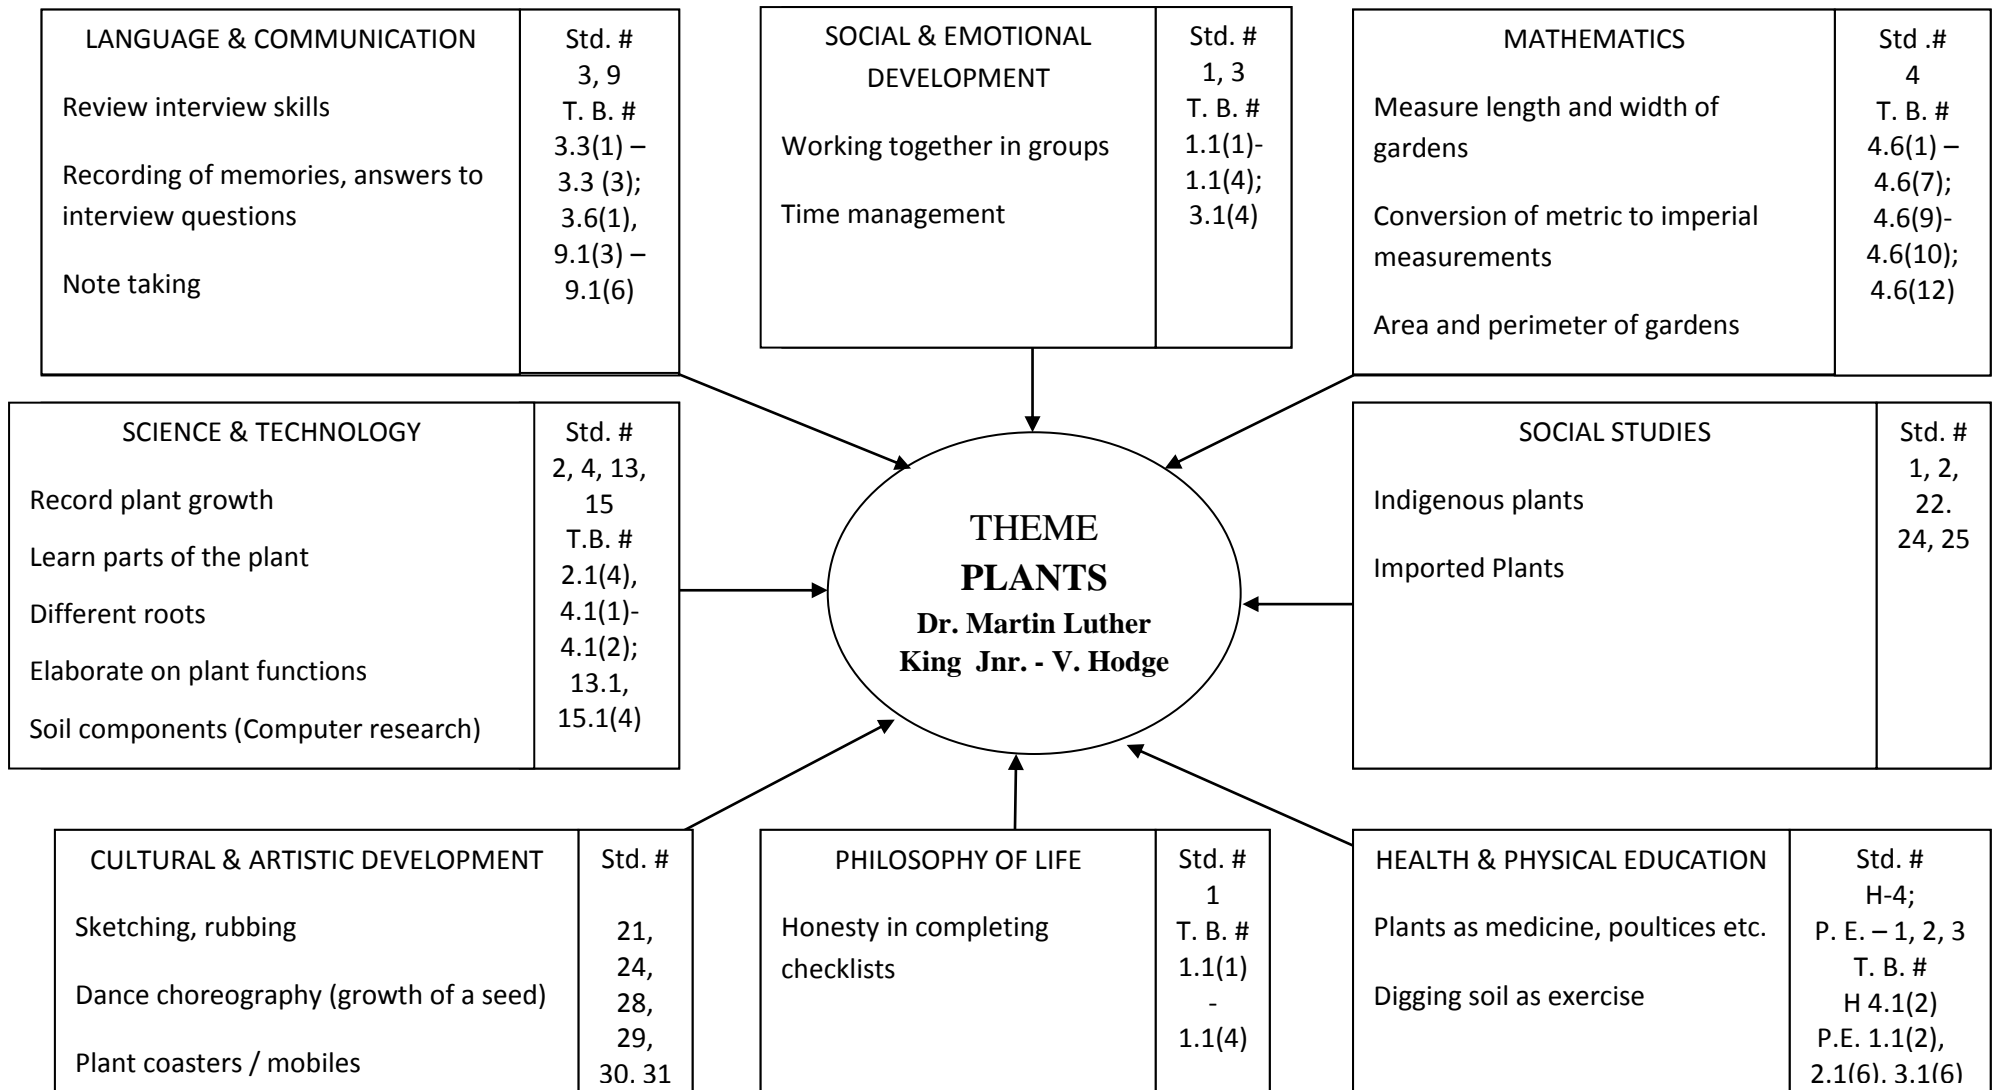 LANGUAGE & COMMUNICATION
Review interview skills
Recording of memories, answers to
interview questions
Note taking
Std. #
3, 9
T. B. #
3.3(1) –
3.3 (3);
3.6(1),
9.1(3) –
9.1(6)
SOCIAL & EMOTIONAL
DEVELOPMENT
Working together in groups
Time management
Std. #
1, 3
T. B. #
1.1(1)-
1.1(4);
3.1(4)
MATHEMATICS
Measure length and width of
gardens
Conversion of metric to imperial
measurements
Area and perimeter of gardens
Std .#
4
T. B. #
4.6(1) –
4.6(7);
4.6(9)-
4.6(10);
4.6(12)
SCIENCE & TECHNOLOGY
Record plant growth
Learn parts of the plant
Different roots
Elaborate on plant functions
Soil components (Computer research)
Std. #
2, 4, 13,
15
T.B. #
2.1(4),
4.1(1)-
4.1(2);
13.1,
15.1(4)
THEME
PLANTS
Dr. Martin Luther
King Jnr. - V. Hodge
SOCIAL STUDIES
Indigenous plants
Imported Plants
Std. #
1, 2,
22.
24, 25
CULTURAL & ARTISTIC DEVELOPMENT
Sketching, rubbing
Dance choreography (growth of a seed)
Plant coasters / mobiles
Std. #
21,
24,
28,
29,
30. 31
PHILOSOPHY OF LIFE
Honesty in completing
checklists
Std. #
1
T. B. #
1.1(1)
-
1.1(4)
HEALTH & PHYSICAL EDUCATION
Plants as medicine, poultices etc.
Digging soil as exercise
Std. #
H-4;
P. E. – 1, 2, 3
T. B. #
H 4.1(2)
P.E. 1.1(2),
2.1(6). 3.1(6)